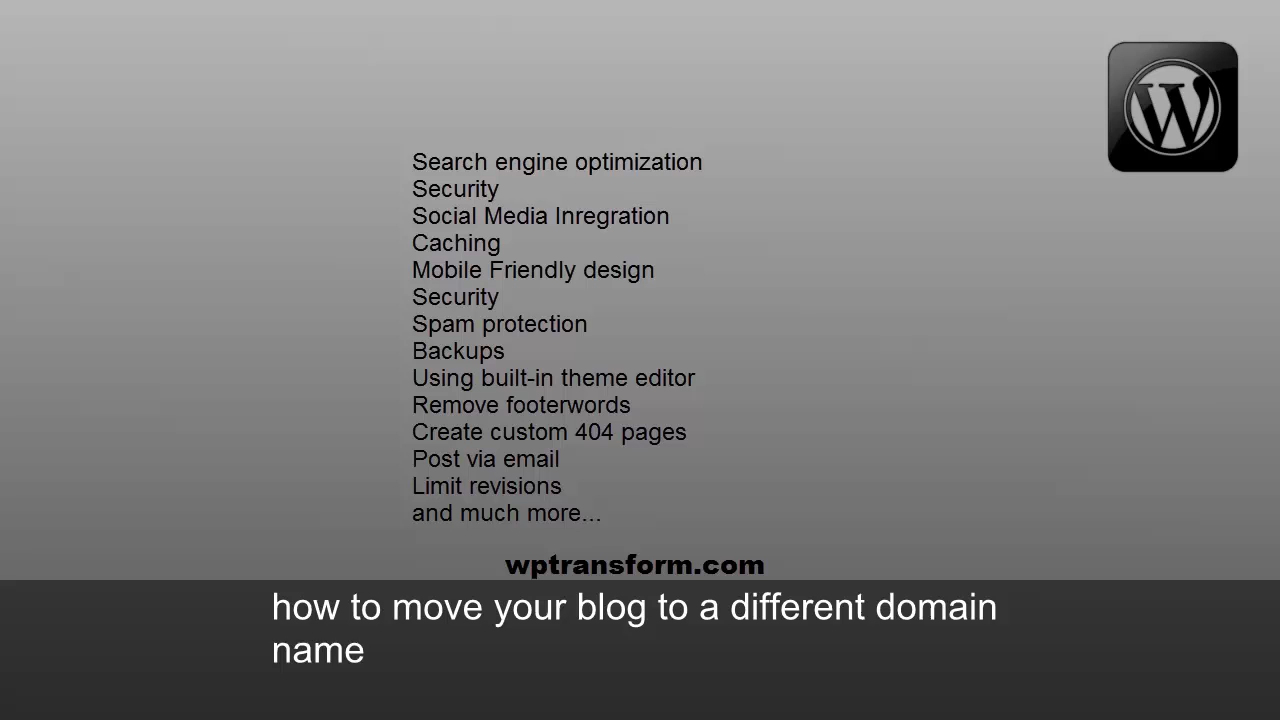 Search engine optimization
Security
Social Media Inregration
Caching
Mobile Friendly design
Security
Spam protection
Backups
Using built-in theme editor
Remove footerwords
Create custom 404 pages
Post via email
Limit revisions
and much more...
wptransform.com
how to move your blog to a different domain
name